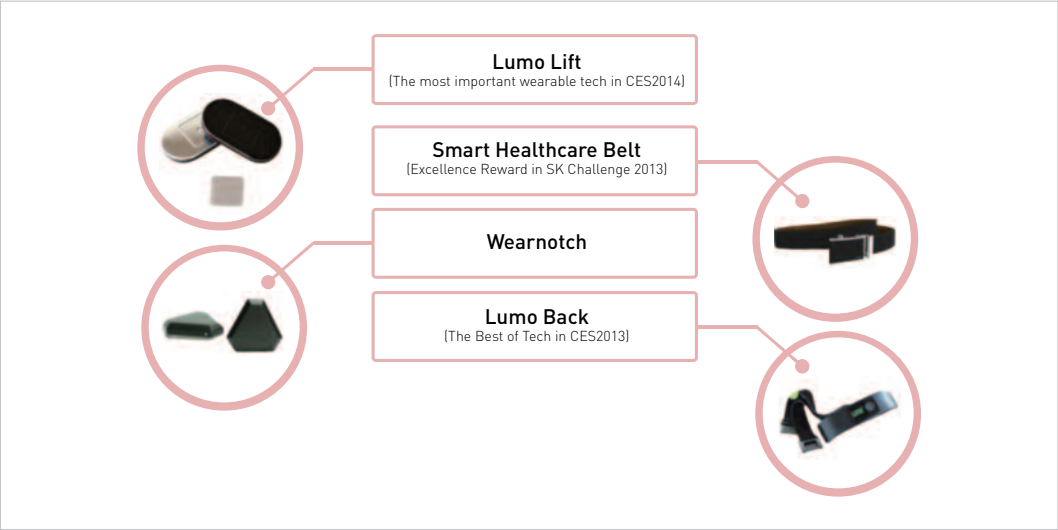 Lumo Lift
(The most important wearable tech in CES2014)
Smart Healthcare Belt
(Excellence Reward in SK Challenge 2013)
Wearnotch
Lumo Back
(The Best of Tech in CES2013)